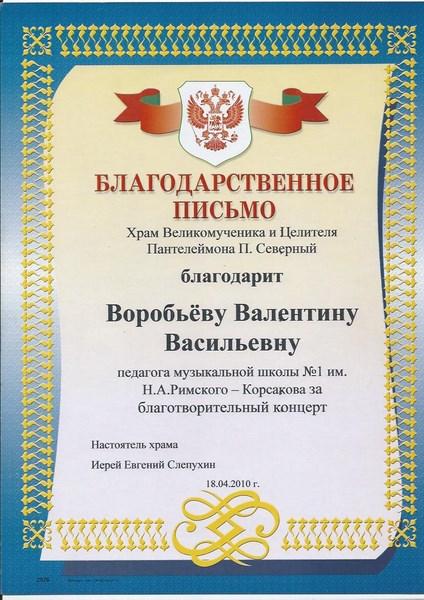 БЛАГОДАРСТВЕННОЕ
ПИСЬМО
Храм Великомученика и Целителя
Пантелеймона П. Северный
благодарит
Воробьёву Валентину
Васильевну
педагога музыкальной школы №1 им.
Н.А.Римского – Корсакова за
благотворительный концерт
Настоятель храма
Иерей Евгений Слепухин
18.04.2010 г.